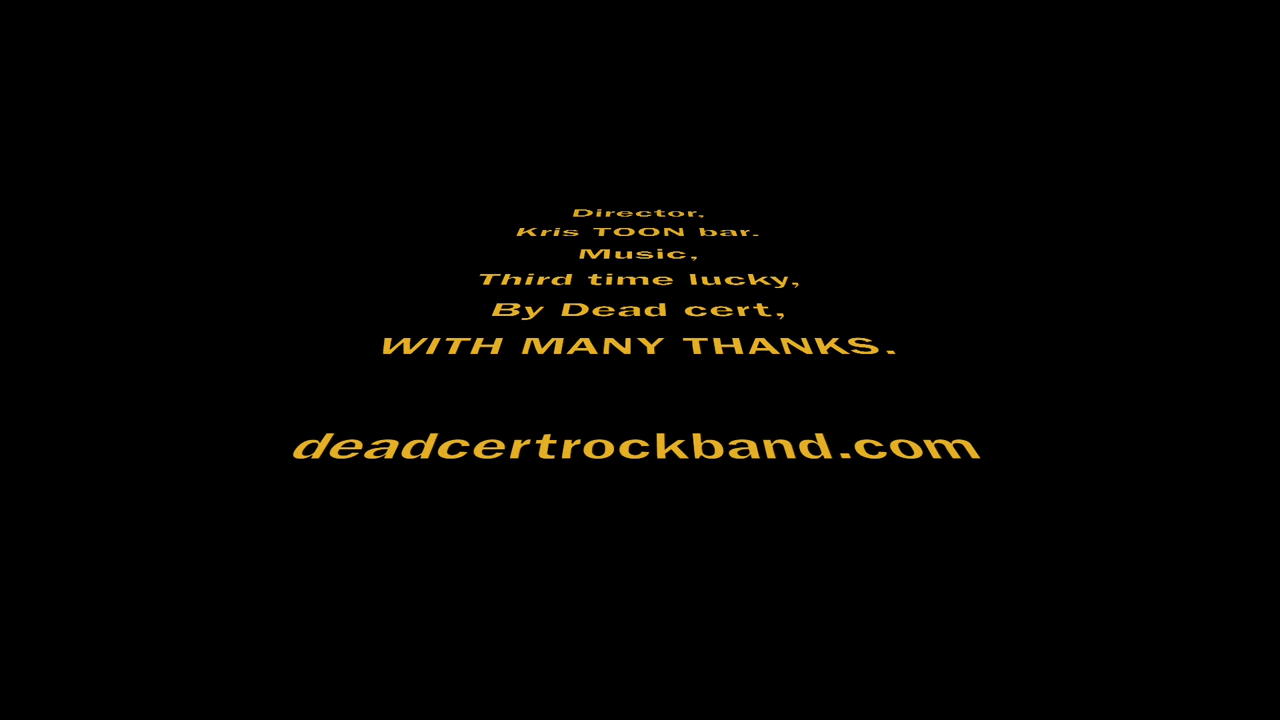 Director,
Kris TOON bar.
Music,
Third time lucky,
By Dead cert,
WITH MANY THANKS.
deadcertrockband.com